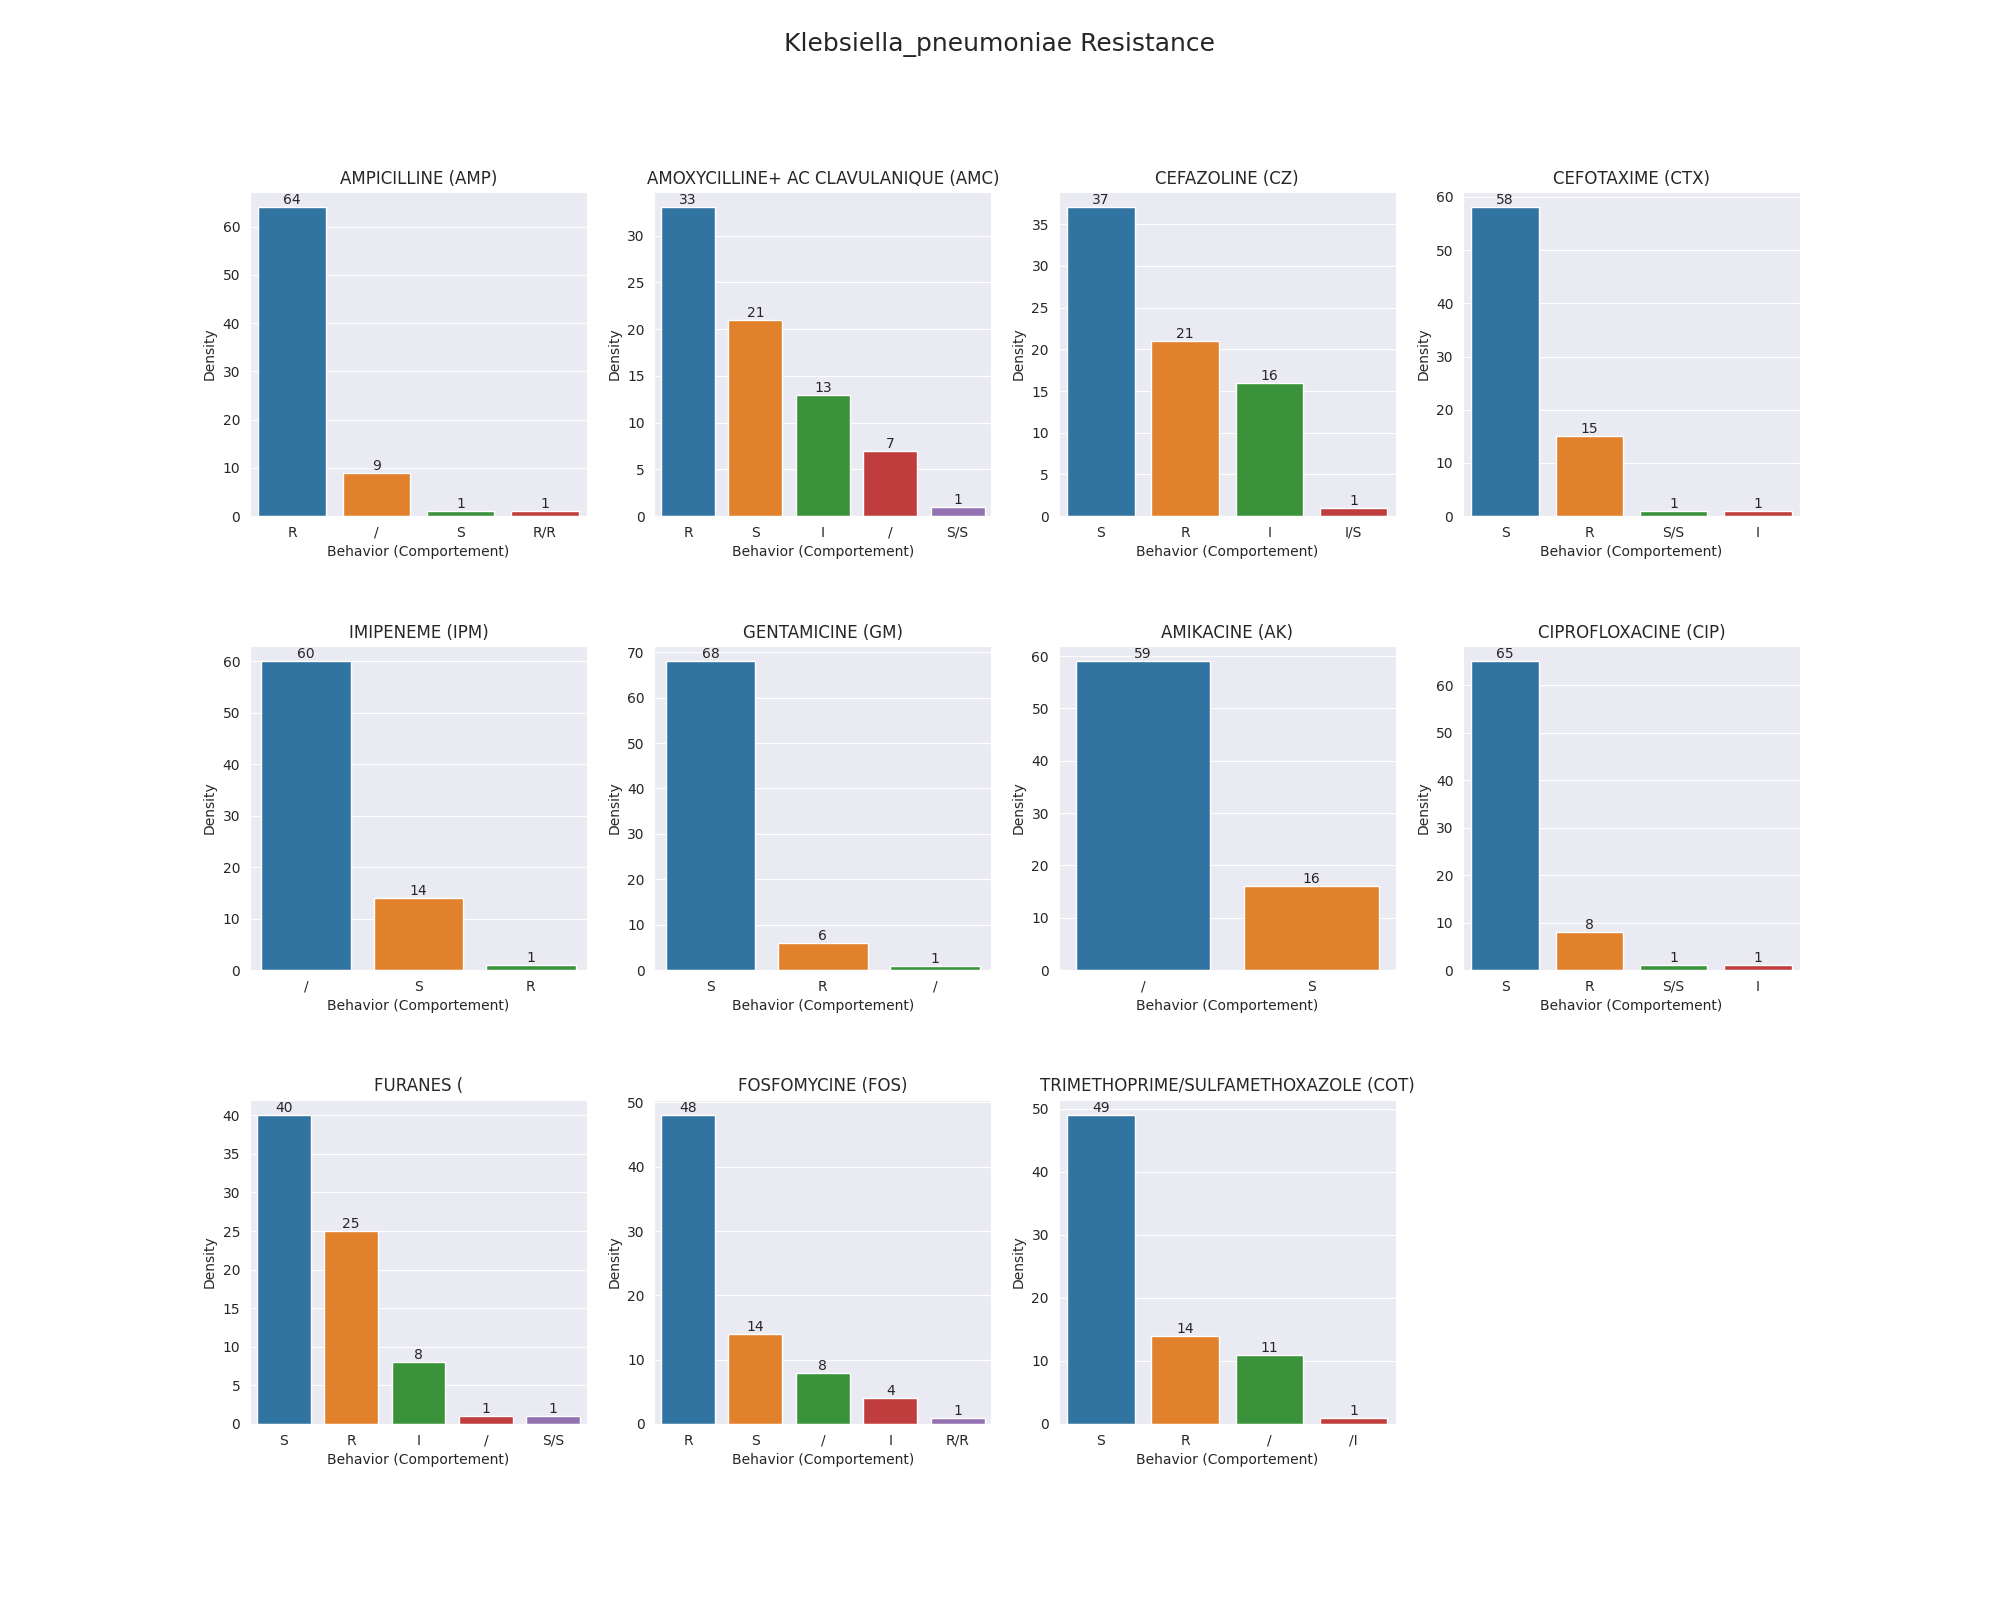 Klebsiella_pneumoniae Resistance
AMPICILLINE (AMP)
64
9
1
1
60
50
40
30
20
10
0
Density
R / S R/R
Behavior (Comportement)
AMOXYCILLINE+ AC CLAVULANIQUE (AMC)
33
21
13
7
1
30
25
20
15
10
5
0
Density
R S I / S/S
Behavior (Comportement)
CEFAZOLINE (CZ)
37
21
16
1
35
30
25
20
15
10
5
0
Density
S R I I/S
Behavior (Comportement)
CEFOTAXIME (CTX)
58
15
1
1
60
50
40
30
20
10
0
Density
S R S/S I
Behavior (Comportement)
IMIPENEME (IPM)
60
14
1
60
50
40
30
20
10
0
Density
/ S R
Behavior (Comportement)
GENTAMICINE (GM)
68
6
1
70
60
50
40
30
20
10
0
Density
S R /
Behavior (Comportement)
AMIKACINE (AK)
59
16
60
50
40
30
20
10
0
Density
/ S
Behavior (Comportement)
CIPROFLOXACINE (CIP)
65
8
1
1
60
50
40
30
20
10
0
Density
S R S/S I
Behavior (Comportement)
FURANES (
40
25
8
1
1
40
35
30
25
20
15
10
5
0
Density
S R I / S/S
Behavior (Comportement)
FOSFOMYCINE (FOS)
48
14
8
4
1
50
40
30
20
10
0
Density
R S / I R/R
Behavior (Comportement)
TRIMETHOPRIME/SULFAMETHOXAZOLE (COT)
49
14
11
1
50
40
30
20
10
0
Density
S R / /I
Behavior (Comportement)